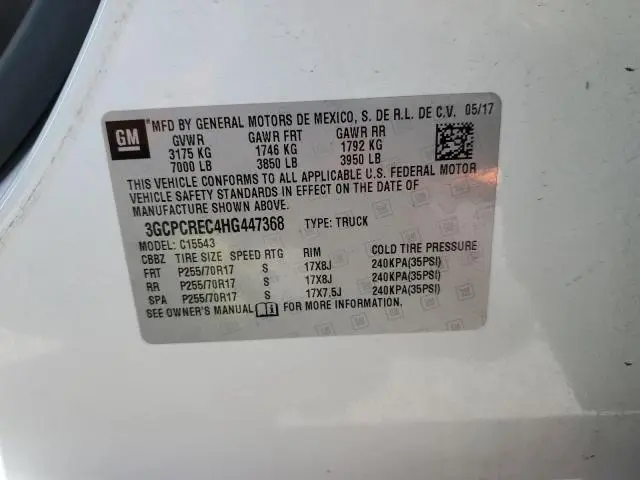 GM
MFD BY GENERAL MOTORS DE MEXICO, S. DE R.L. DE C.V. 05/17
GVWR GAWR FRT GAWR RR
3175 KG 1746 KG 1792 KG
7000 LB 3850 LB 3950 LB
THIS VEHICLE CONFORMS TO ALL APPLICABLE U.S. FEDERAL MOTOR
VEHICLE SAFETY STANDARDS IN EFFECT ON THE DATE OF
MANUFACTURE SHOWN ABOVE.
3GCPCREC4HG447368 TYPE: TRUCK
MODEL: C15543
CBBZ TIRE SIZE SPEED RTG RIM COLD TIRE PRESSURE
FRT P255/70R17 S 17X8J 240KPA(35PSI)
RR P255/70R17 S 17X8J 240KPA(35PSI)
SPA P255/70R17 S 17X7.5J 240KPA(35PSI)
SEE OWNER'S MANUAL FOR MORE INFORMATION.